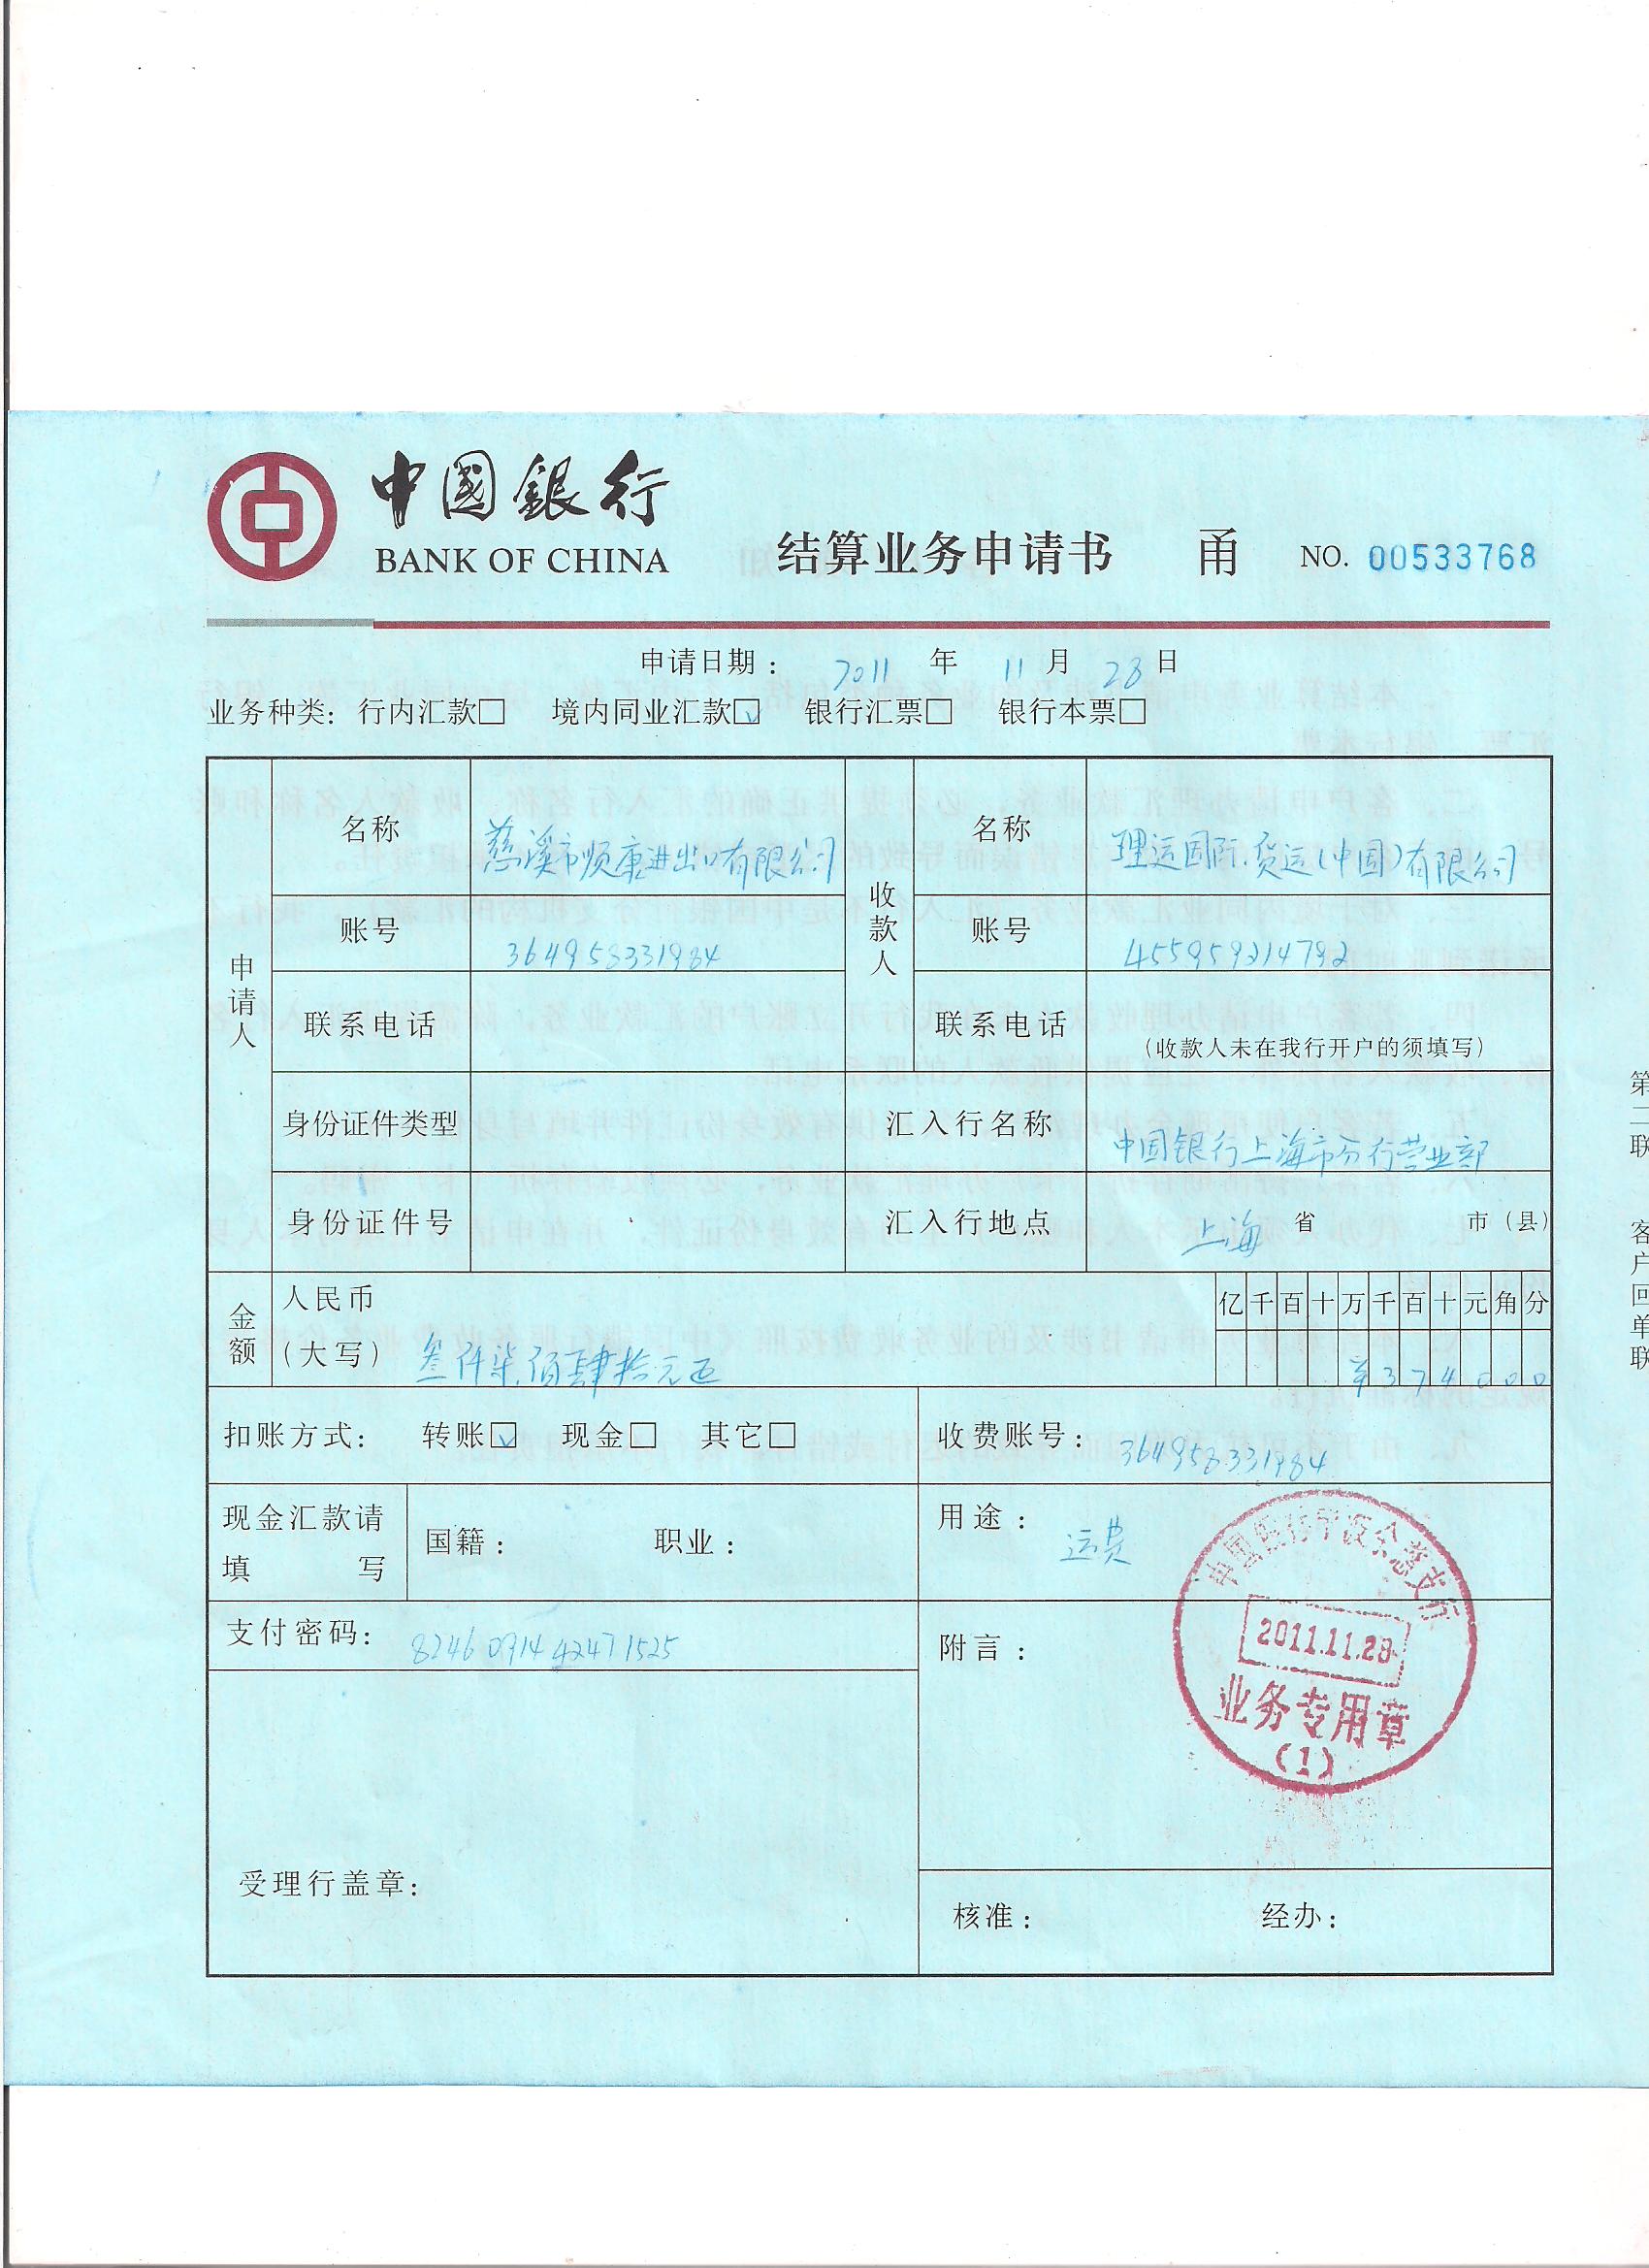 中國銀行
BANK OF CHINA
结算业务申请书 甬 NO. 00533768
申请日期： 2011 年 11 月 28 日
业务种类： 行内汇款□ 境内同业汇款☑ 银行汇票□ 银行本票□
申请人
名称 慈溪市顺康进出口有限公司
账号 364958331984
联系电话
身份证件类型
身份证件号
收款人
名称 理运国际货运(中国)有限公司
账号 455959214792
联系电话 (收款人未在我行开户的须填写)
汇入行名称 中国银行上海市分行营业部
汇入行地点 上海 省 市（县）
金额
人民币
（大写） 叁仟柒佰肆拾元正
亿千百十万千百十元角分
¥374000
扣账方式： 转账☑ 现金□ 其它□
收费账号： 364958331984
现金汇款请
填 写
国籍： 职业：
用途： 运费
支付密码： 8246 0914 4247 1525
附言：
中国银行宁波余慈支行
2011.11.28
业务专用章
(1)
受理行盖章：
核准： 经办：
第二联 客户回单联